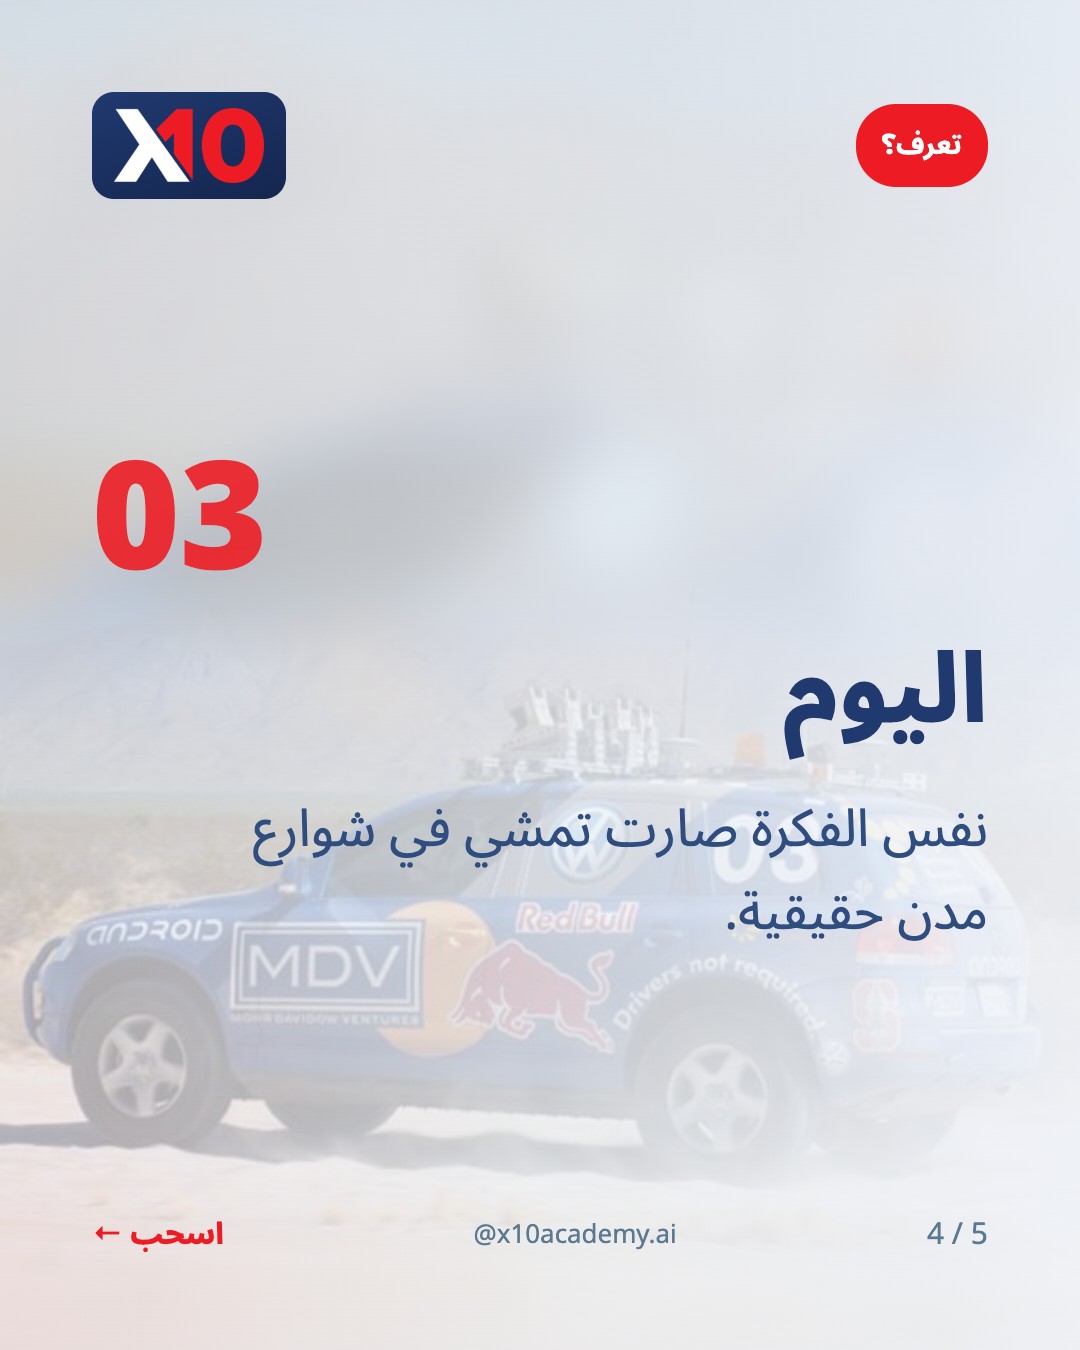 X10
تعرف؟
03
اليوم
نفس الفكرة صارت تمشي في شوارع
مدن حقيقية.
03
ANDROID
MDV
MOHR DAVIDOW VENTURES
Red Bull
Drivers not required
S
4 / 5
@x10academy.ai
اسحب ←